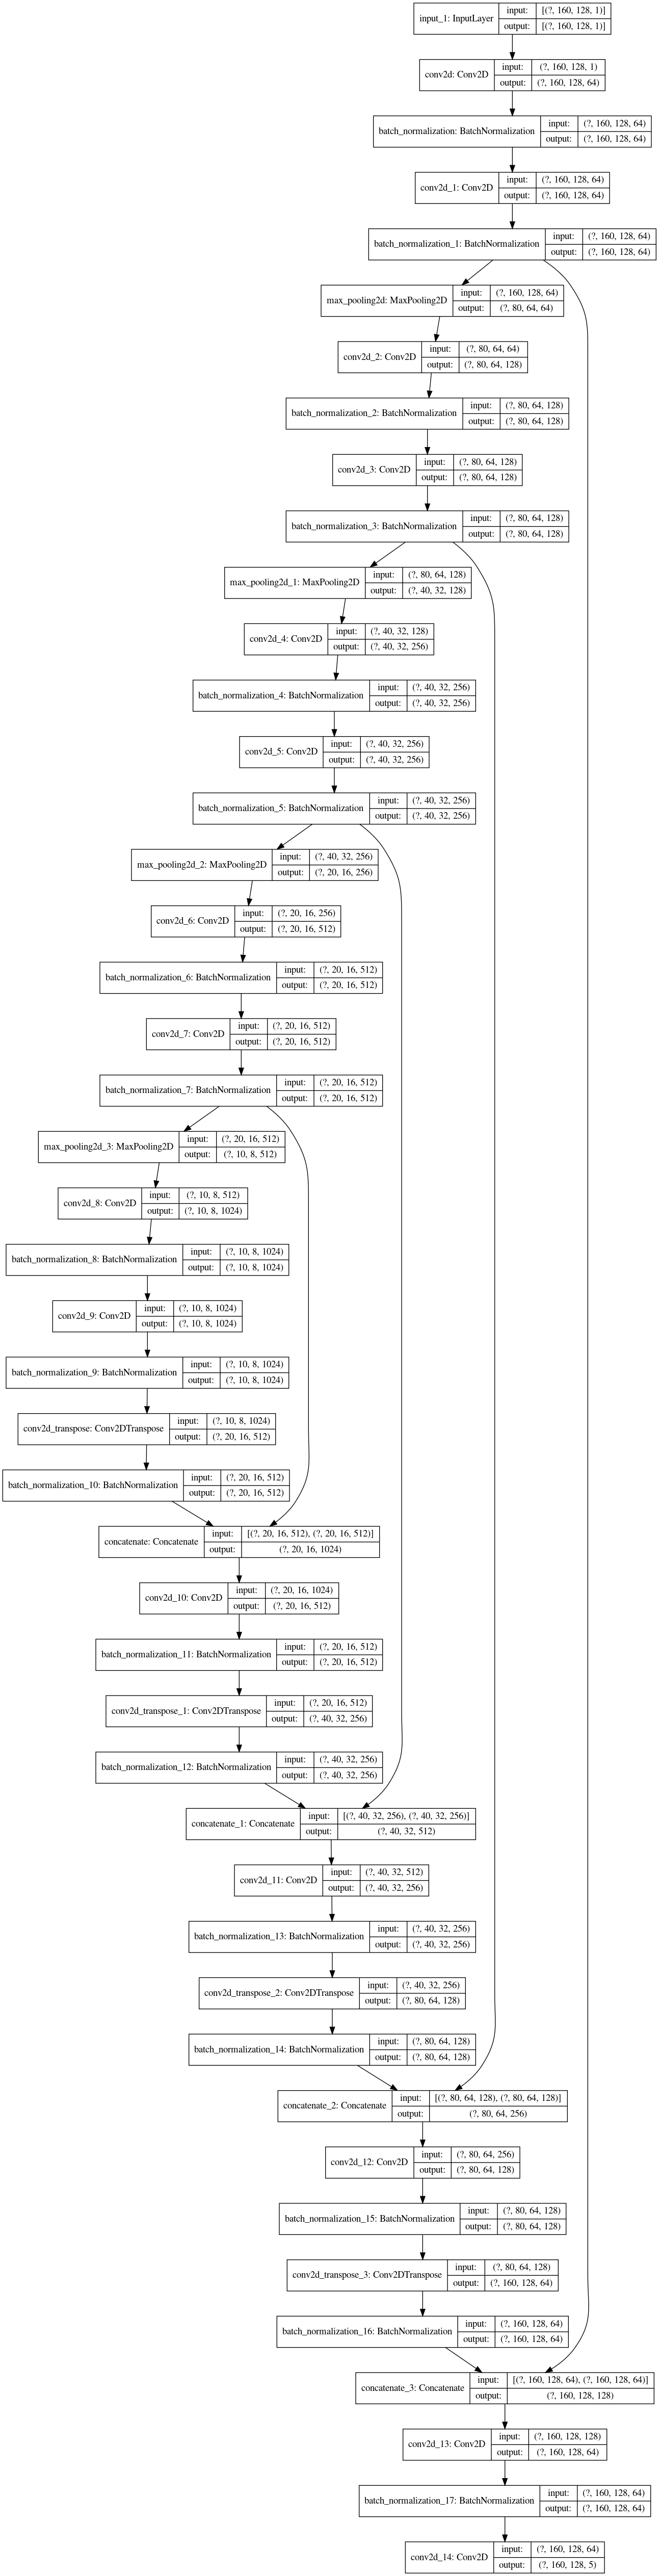 input_1: InputLayer
input:
[(?, 160, 128, 1)]
output:
[(?, 160, 128, 1)]
conv2d: Conv2D
input:
(?, 160, 128, 1)
output:
(?, 160, 128, 64)
batch_normalization: BatchNormalization
input:
(?, 160, 128, 64)
output:
(?, 160, 128, 64)
conv2d_1: Conv2D
input:
(?, 160, 128, 64)
output:
(?, 160, 128, 64)
batch_normalization_1: BatchNormalization
input:
(?, 160, 128, 64)
output:
(?, 160, 128, 64)
max_pooling2d: MaxPooling2D
input:
(?, 160, 128, 64)
output:
(?, 80, 64, 64)
conv2d_2: Conv2D
input:
(?, 80, 64, 64)
output:
(?, 80, 64, 128)
batch_normalization_2: BatchNormalization
input:
(?, 80, 64, 128)
output:
(?, 80, 64, 128)
conv2d_3: Conv2D
input:
(?, 80, 64, 128)
output:
(?, 80, 64, 128)
batch_normalization_3: BatchNormalization
input:
(?, 80, 64, 128)
output:
(?, 80, 64, 128)
max_pooling2d_1: MaxPooling2D
input:
(?, 80, 64, 128)
output:
(?, 40, 32, 128)
conv2d_4: Conv2D
input:
(?, 40, 32, 128)
output:
(?, 40, 32, 256)
batch_normalization_4: BatchNormalization
input:
(?, 40, 32, 256)
output:
(?, 40, 32, 256)
conv2d_5: Conv2D
input:
(?, 40, 32, 256)
output:
(?, 40, 32, 256)
batch_normalization_5: BatchNormalization
input:
(?, 40, 32, 256)
output:
(?, 40, 32, 256)
max_pooling2d_2: MaxPooling2D
input:
(?, 40, 32, 256)
output:
(?, 20, 16, 256)
conv2d_6: Conv2D
input:
(?, 20, 16, 256)
output:
(?, 20, 16, 512)
batch_normalization_6: BatchNormalization
input:
(?, 20, 16, 512)
output:
(?, 20, 16, 512)
conv2d_7: Conv2D
input:
(?, 20, 16, 512)
output:
(?, 20, 16, 512)
batch_normalization_7: BatchNormalization
input:
(?, 20, 16, 512)
output:
(?, 20, 16, 512)
max_pooling2d_3: MaxPooling2D
input:
(?, 20, 16, 512)
output:
(?, 10, 8, 512)
conv2d_8: Conv2D
input:
(?, 10, 8, 512)
output:
(?, 10, 8, 1024)
batch_normalization_8: BatchNormalization
input:
(?, 10, 8, 1024)
output:
(?, 10, 8, 1024)
conv2d_9: Conv2D
input:
(?, 10, 8, 1024)
output:
(?, 10, 8, 1024)
batch_normalization_9: BatchNormalization
input:
(?, 10, 8, 1024)
output:
(?, 10, 8, 1024)
conv2d_transpose: Conv2DTranspose
input:
(?, 10, 8, 1024)
output:
(?, 20, 16, 512)
batch_normalization_10: BatchNormalization
input:
(?, 20, 16, 512)
output:
(?, 20, 16, 512)
concatenate: Concatenate
input:
[(?, 20, 16, 512), (?, 20, 16, 512)]
output:
(?, 20, 16, 1024)
conv2d_10: Conv2D
input:
(?, 20, 16, 1024)
output:
(?, 20, 16, 512)
batch_normalization_11: BatchNormalization
input:
(?, 20, 16, 512)
output:
(?, 20, 16, 512)
conv2d_transpose_1: Conv2DTranspose
input:
(?, 20, 16, 512)
output:
(?, 40, 32, 256)
batch_normalization_12: BatchNormalization
input:
(?, 40, 32, 256)
output:
(?, 40, 32, 256)
concatenate_1: Concatenate
input:
[(?, 40, 32, 256), (?, 40, 32, 256)]
output:
(?, 40, 32, 512)
conv2d_11: Conv2D
input:
(?, 40, 32, 512)
output:
(?, 40, 32, 256)
batch_normalization_13: BatchNormalization
input:
(?, 40, 32, 256)
output:
(?, 40, 32, 256)
conv2d_transpose_2: Conv2DTranspose
input:
(?, 40, 32, 256)
output:
(?, 80, 64, 128)
batch_normalization_14: BatchNormalization
input:
(?, 80, 64, 128)
output:
(?, 80, 64, 128)
concatenate_2: Concatenate
input:
[(?, 80, 64, 128), (?, 80, 64, 128)]
output:
(?, 80, 64, 256)
conv2d_12: Conv2D
input:
(?, 80, 64, 256)
output:
(?, 80, 64, 128)
batch_normalization_15: BatchNormalization
input:
(?, 80, 64, 128)
output:
(?, 80, 64, 128)
conv2d_transpose_3: Conv2DTranspose
input:
(?, 80, 64, 128)
output:
(?, 160, 128, 64)
batch_normalization_16: BatchNormalization
input:
(?, 160, 128, 64)
output:
(?, 160, 128, 64)
concatenate_3: Concatenate
input:
[(?, 160, 128, 64), (?, 160, 128, 64)]
output:
(?, 160, 128, 128)
conv2d_13: Conv2D
input:
(?, 160, 128, 128)
output:
(?, 160, 128, 64)
batch_normalization_17: BatchNormalization
input:
(?, 160, 128, 64)
output:
(?, 160, 128, 64)
conv2d_14: Conv2D
input:
(?, 160, 128, 64)
output:
(?, 160, 128, 5)